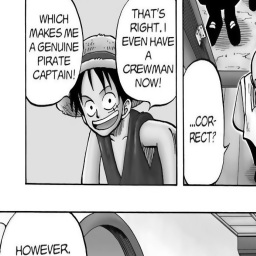 ...COR-
RECT?
THAT'S
RIGHT, I
EVEN HAVE
A
CREWMAN
NOW!
WHICH
MAKES ME
A GENUINE
PIRATE
CAPTAIN!
HOWEVER,